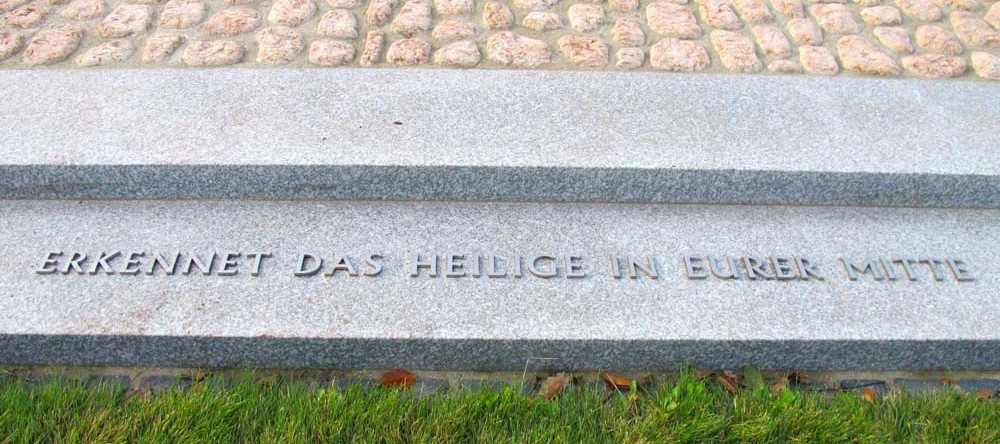 ERKENNET DAS HEILIGE IN EURER MITTE